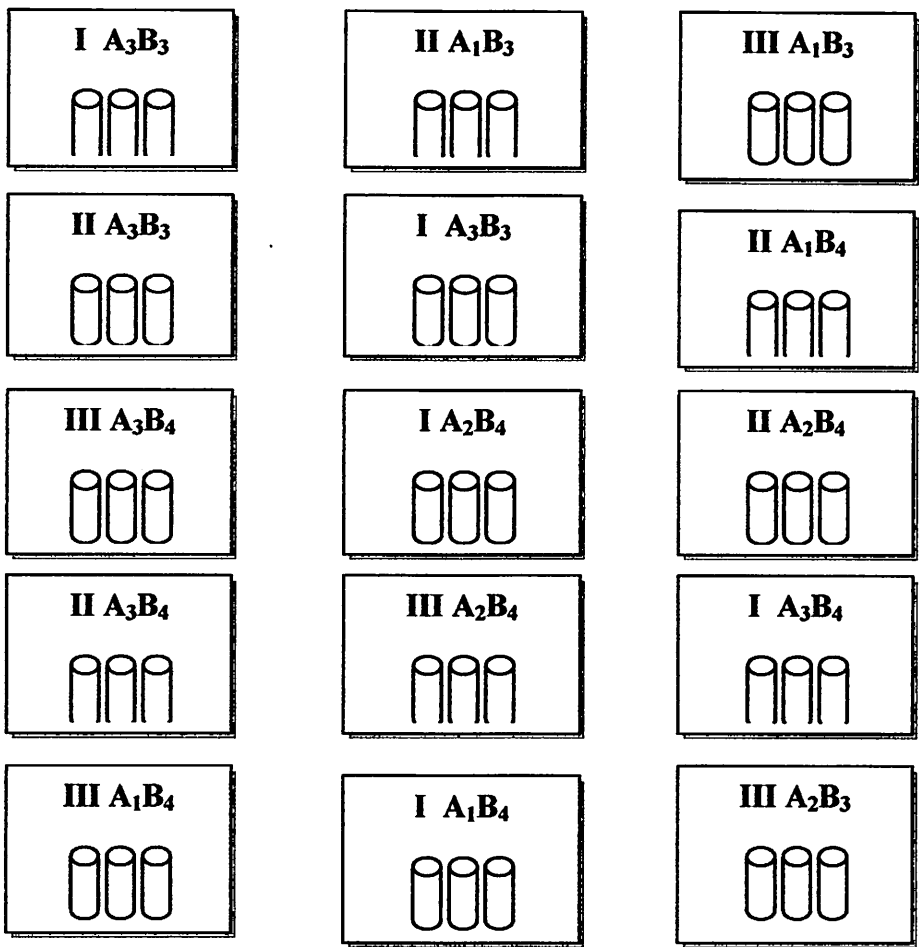 I A₃B₃
II A₁B₃
III A₁B₃
II A₃B₃
I A₃B₃
II A₁B₄
III A₃B₄
I A₂B₄
II A₂B₄
II A₃B₄
III A₂B₄
I A₃B₄
III A₁B₄
I A₁B₄
III A₂B₃